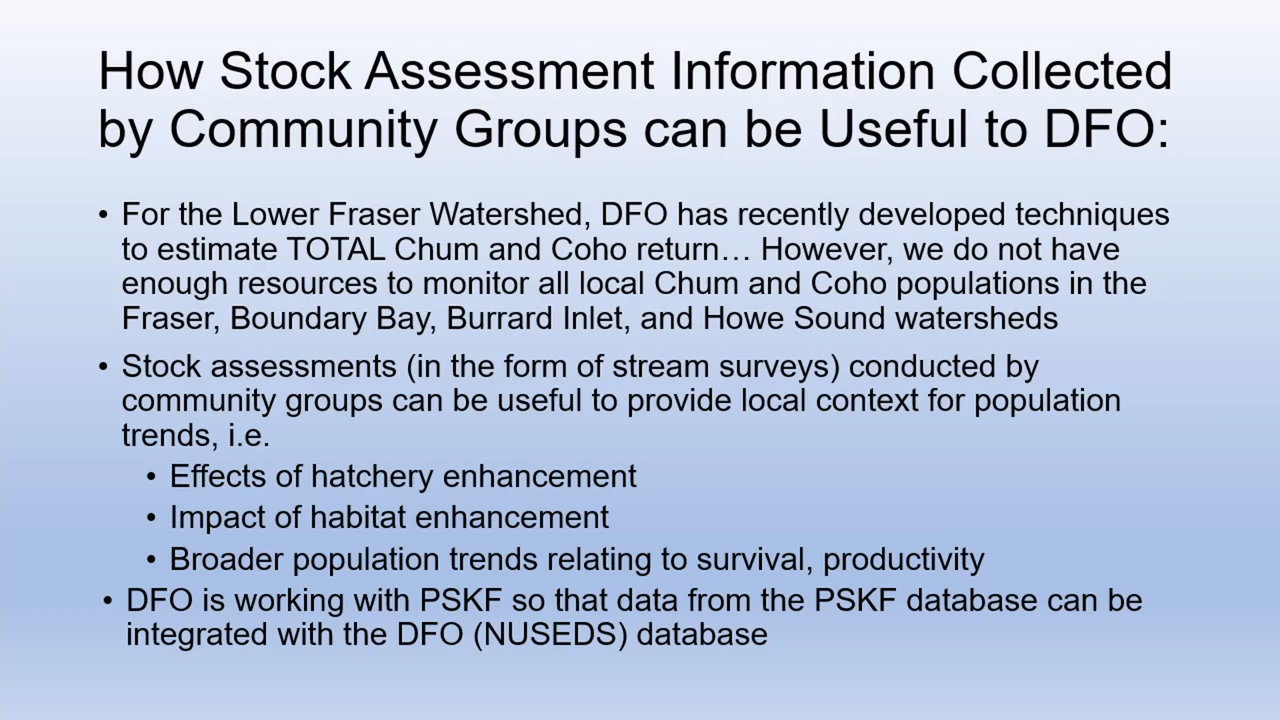 How Stock Assessment Information Collected
by Community Groups can be Useful to DFO:
• For the Lower Fraser Watershed, DFO has recently developed techniques
to estimate TOTAL Chum and Coho return… However, we do not have
enough resources to monitor all local Chum and Coho populations in the
Fraser, Boundary Bay, Burrard Inlet, and Howe Sound watersheds
• Stock assessments (in the form of stream surveys) conducted by
community groups can be useful to provide local context for population
trends, i.e.
• Effects of hatchery enhancement
• Impact of habitat enhancement
• Broader population trends relating to survival, productivity
• DFO is working with PSKF so that data from the PSKF database can be
integrated with the DFO (NUSEDS) database